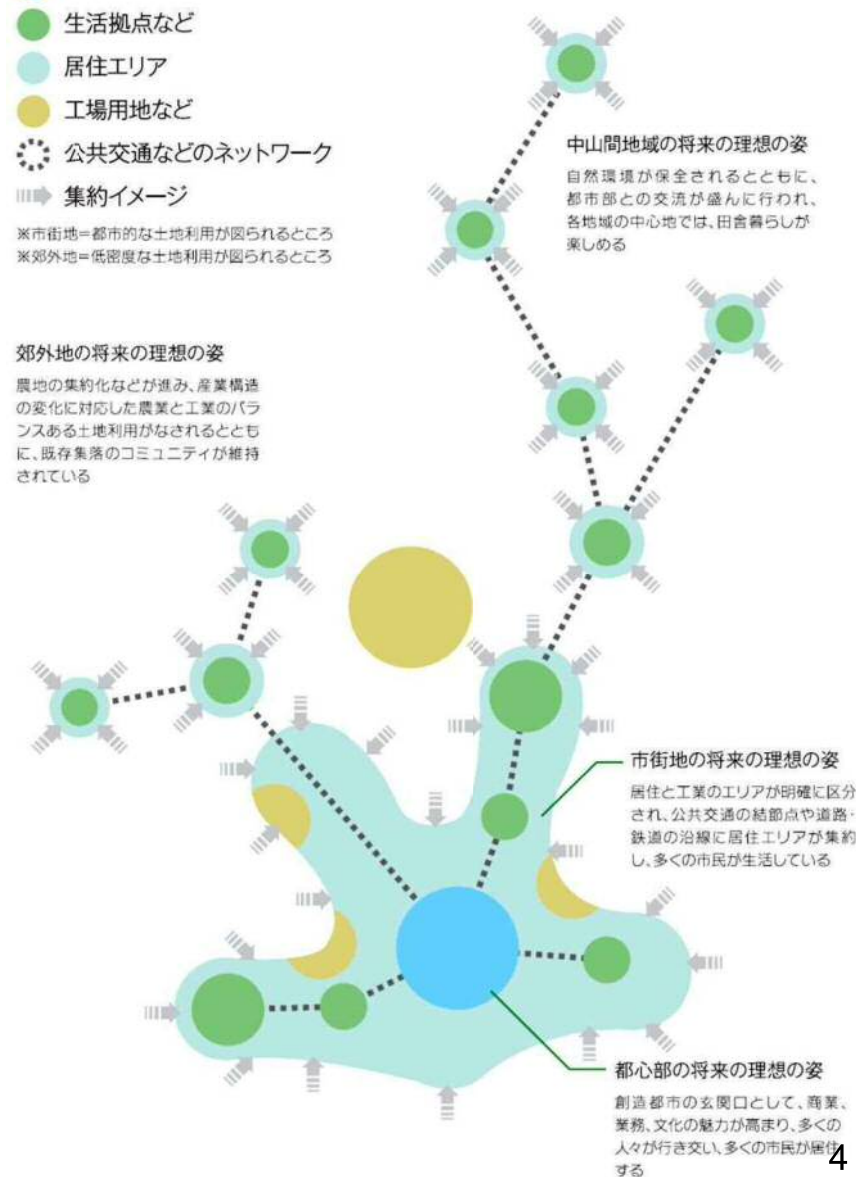 生活拠点など
居住エリア
工場用地など
公共交通などのネットワーク
集約イメージ
※市街地=都市的な土地利用が図られるところ
※郊外地=低密度な土地利用が図られるところ
中山間地域の将来の理想の姿
自然環境が保全されるとともに、
都市部との交流が盛んに行われ、
各地域の中心地では、田舎暮らしが
楽しめる
郊外地の将来の理想の姿
農地の集約化などが進み、産業構造
の変化に対応した農業と工業のバラ
ンスある土地利用がなされるととも
に、既存集落のコミュニティが維持
されている
市街地の将来の理想の姿
居住と工業のエリアが明確に区分
され、公共交通の結節点や道路・
鉄道の沿線に居住エリアが集約
し、多くの市民が生活している
都心部の将来の理想の姿
創造都市の玄関口として、商業、
業務、文化の魅力が高まり、多くの
人々が行き交い、多くの市民が居住
する
4